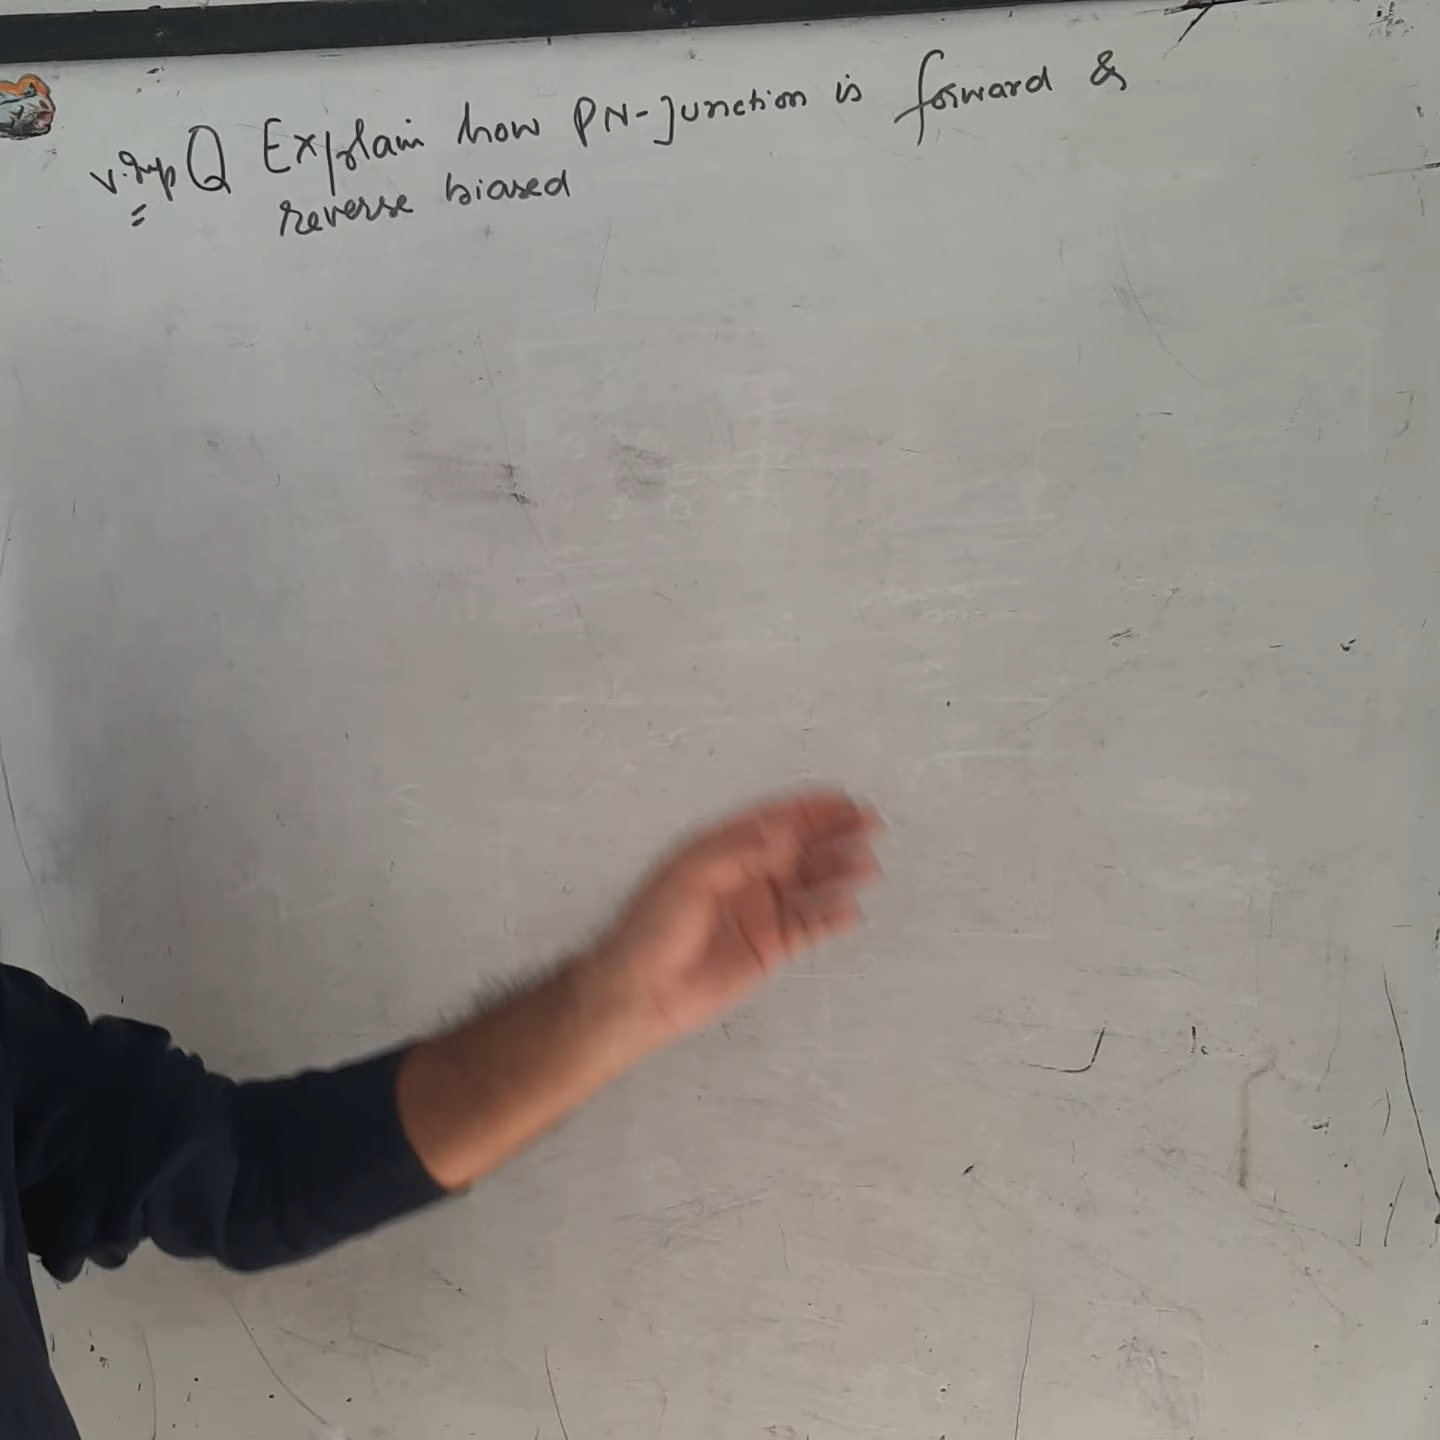 v.Imp Q Explain how PN-Junction is forward &
reverse biased